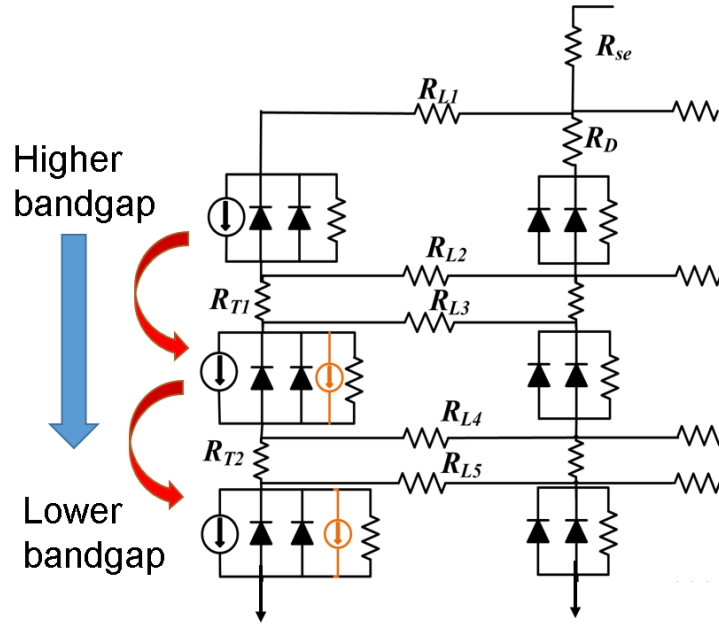 R_se
R_L1
R_D
Higher
bandgap
R_L2
R_T1
R_L3
R_L4
R_T2
R_L5
Lower
bandgap